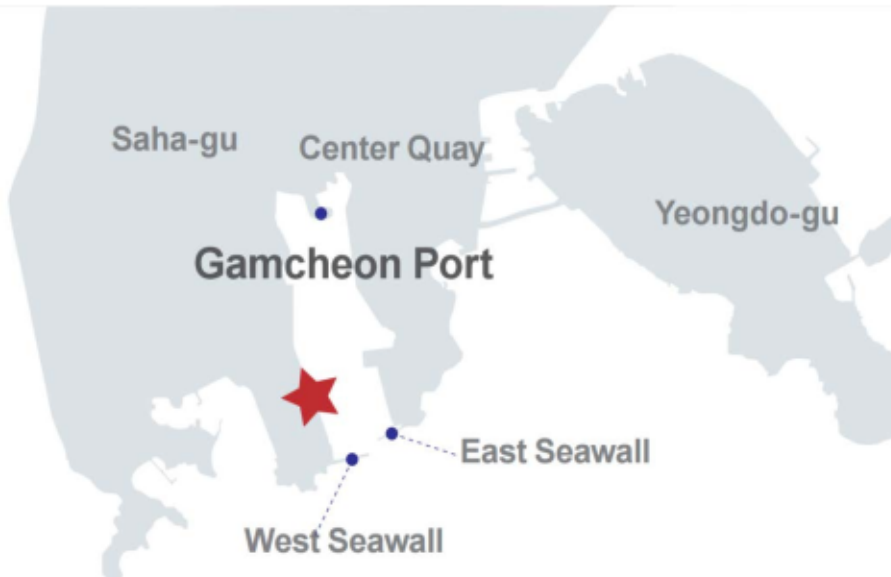 Saha-gu
Center Quay
Yeongdo-gu
Gamcheon Port
East Seawall
West Seawall